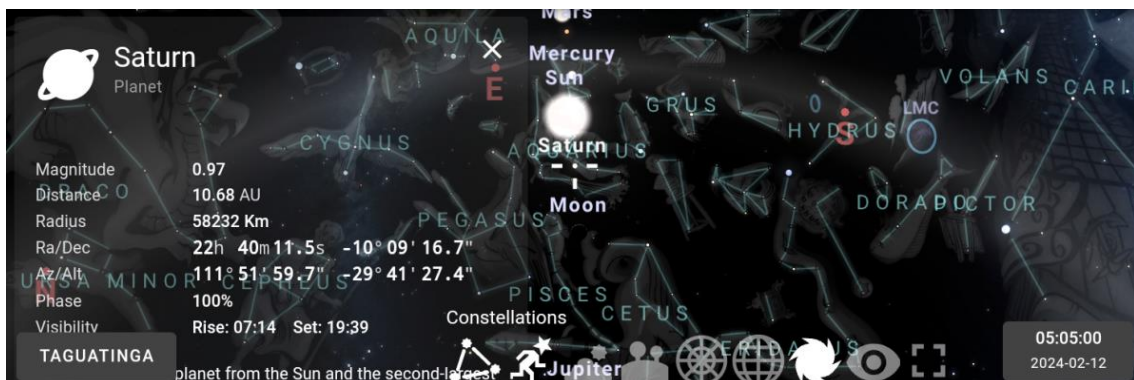 Saturn
Planet
Magnitude 0.97
Distance 10.68 AU
Radius 58232 Km
Ra/Dec 22h 40m 11.5s -10° 09' 16.7"
Az/Alt 111° 51' 59.7" -29° 41' 27.4"
Phase 100%
Visibility Rise: 07:14 Set: 19:39
planet from the Sun and the second-largest
TAGUATINGA
AQUILA
E
CYGNUS
DRACO
PEGASUS
URSA MINOR
N
CEPHEUS
PISCES
Constellations
CETUS
Mars
Mercury
Sun
AQUARIUS
Saturn
Moon
Jupiter
GRUS
HYDRUS
S
LMC
VOLANS
CARI
DORADO
PICTOR
ERIDANUS
05:05:00
2024-02-12